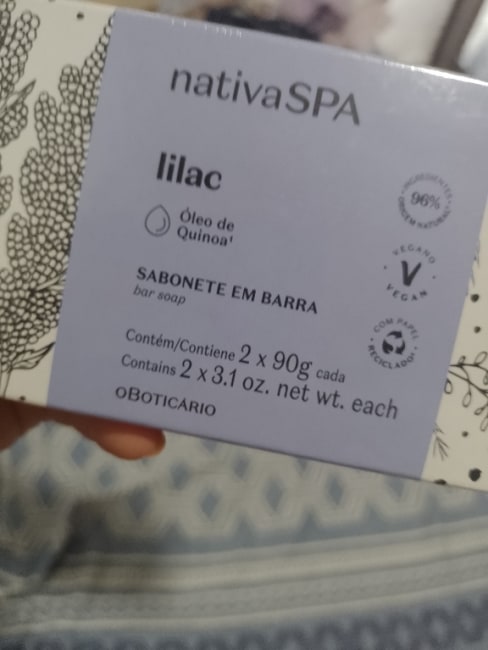 nativaSPA
lilac
Óleo de
Quinoa¹
SABONETE EM BARRA
bar soap
Contém/Contiene 2 x 90g cada
Contains 2 x 3.1 oz. net wt. each
OBOTICÁRIO
INGREDIENTES
96%
ORIGEM NATURAL
VEGANO
V
VEGAN
COM PAPEL
RECICLADO